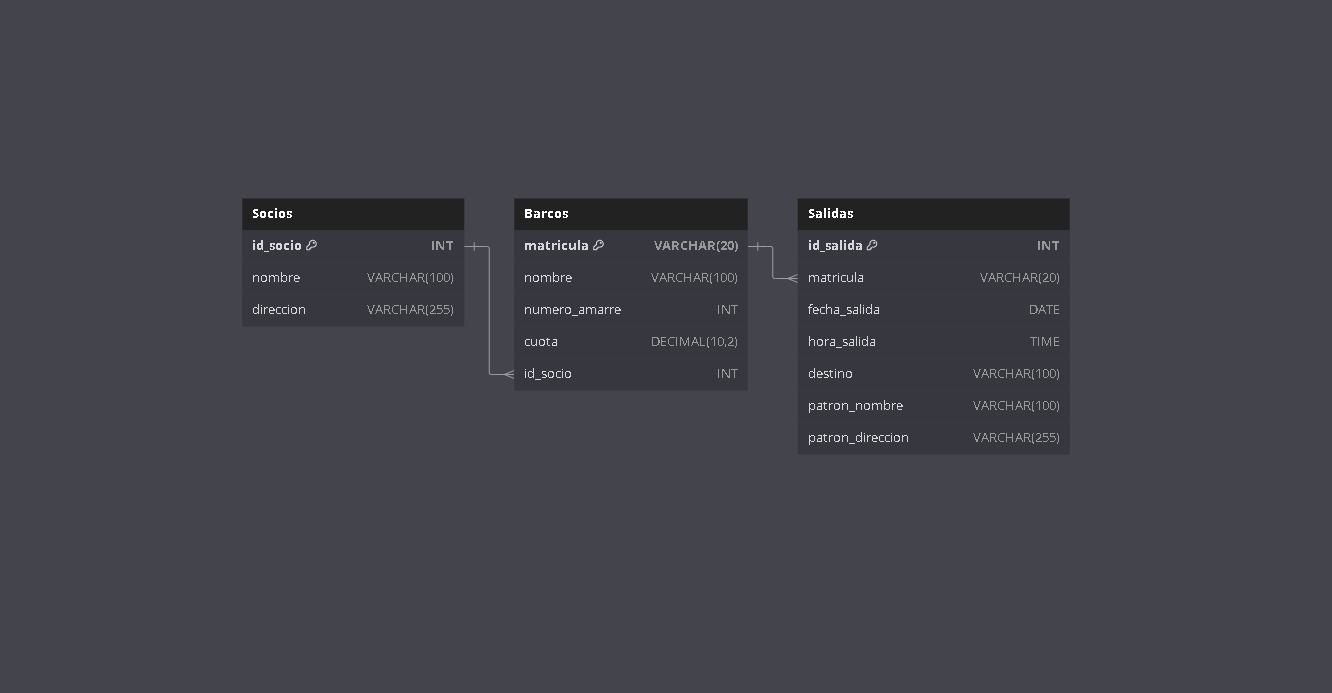 Socios
id_socio INT
nombre VARCHAR(100)
direccion VARCHAR(255)
Barcos
matricula VARCHAR(20)
nombre VARCHAR(100)
numero_amarre INT
cuota DECIMAL(10,2)
id_socio INT
Salidas
id_salida INT
matricula VARCHAR(20)
fecha_salida DATE
hora_salida TIME
destino VARCHAR(100)
patron_nombre VARCHAR(100)
patron_direccion VARCHAR(255)